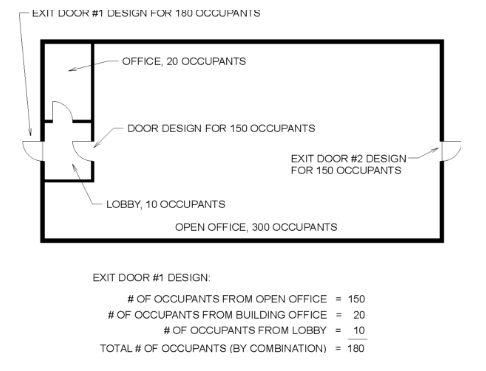 EXIT DOOR #1 DESIGN FOR 180 OCCUPANTS
OFFICE, 20 OCCUPANTS
DOOR DESIGN FOR 150 OCCUPANTS
EXIT DOOR #2 DESIGN
FOR 150 OCCUPANTS
LOBBY, 10 OCCUPANTS
OPEN OFFICE, 300 OCCUPANTS
EXIT DOOR #1 DESIGN:
# OF OCCUPANTS FROM OPEN OFFICE = 150
# OF OCCUPANTS FROM BUILDING OFFICE = 20
# OF OCCUPANTS FROM LOBBY = 10
TOTAL # OF OCCUPANTS (BY COMBINATION) = 180